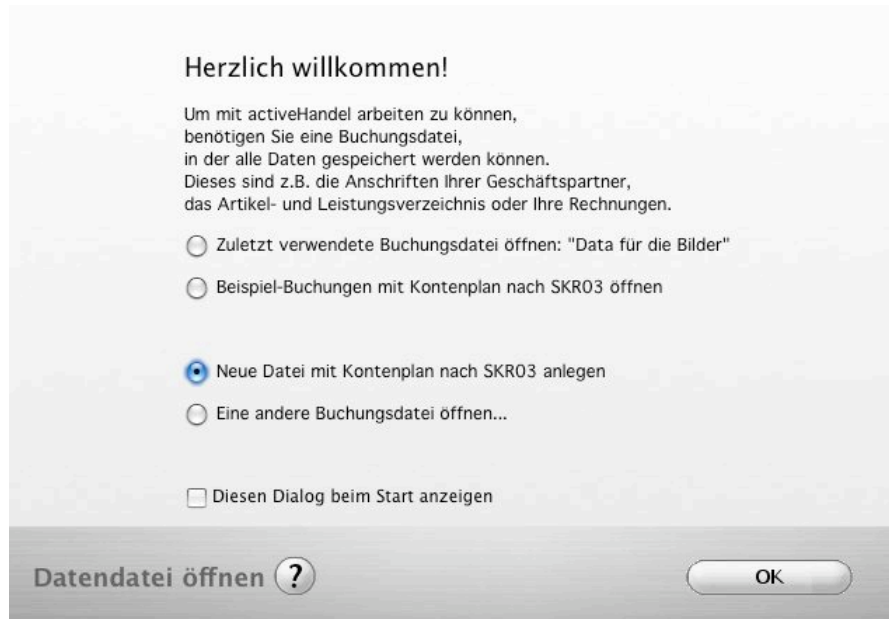 Herzlich willkommen!
Um mit activeHandel arbeiten zu können,
benötigen Sie eine Buchungsdatei,
in der alle Daten gespeichert werden können.
Dieses sind z.B. die Anschriften Ihrer Geschäftspartner,
das Artikel- und Leistungsverzeichnis oder Ihre Rechnungen.
Zuletzt verwendete Buchungsdatei öffnen: "Data für die Bilder"
Beispiel-Buchungen mit Kontenplan nach SKR03 öffnen
Neue Datei mit Kontenplan nach SKR03 anlegen
Eine andere Buchungsdatei öffnen...
Diesen Dialog beim Start anzeigen
Datendatei öffnen ? OK